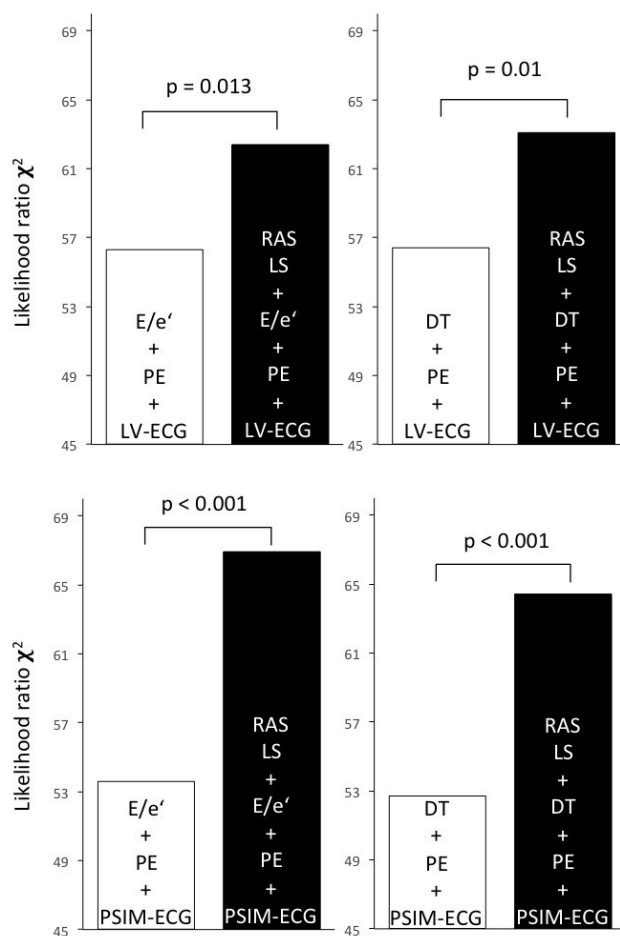 69
65
61
57
53
49
45
Likelihood ratio χ²
p = 0.013
E/e‘
+
PE
+
LV-ECG
RAS
LS
+
E/e‘
+
PE
+
LV-ECG
69
65
61
57
53
49
45
p = 0.01
DT
+
PE
+
LV-ECG
RAS
LS
+
DT
+
PE
+
LV-ECG
69
65
61
57
53
49
45
Likelihood ratio χ²
p < 0.001
E/e‘
+
PE
+
PSIM-ECG
RAS
LS
+
E/e‘
+
PE
+
PSIM-ECG
69
65
61
57
53
49
45
p < 0.001
DT
+
PE
+
PSIM-ECG
RAS
LS
+
DT
+
PE
+
PSIM-ECG